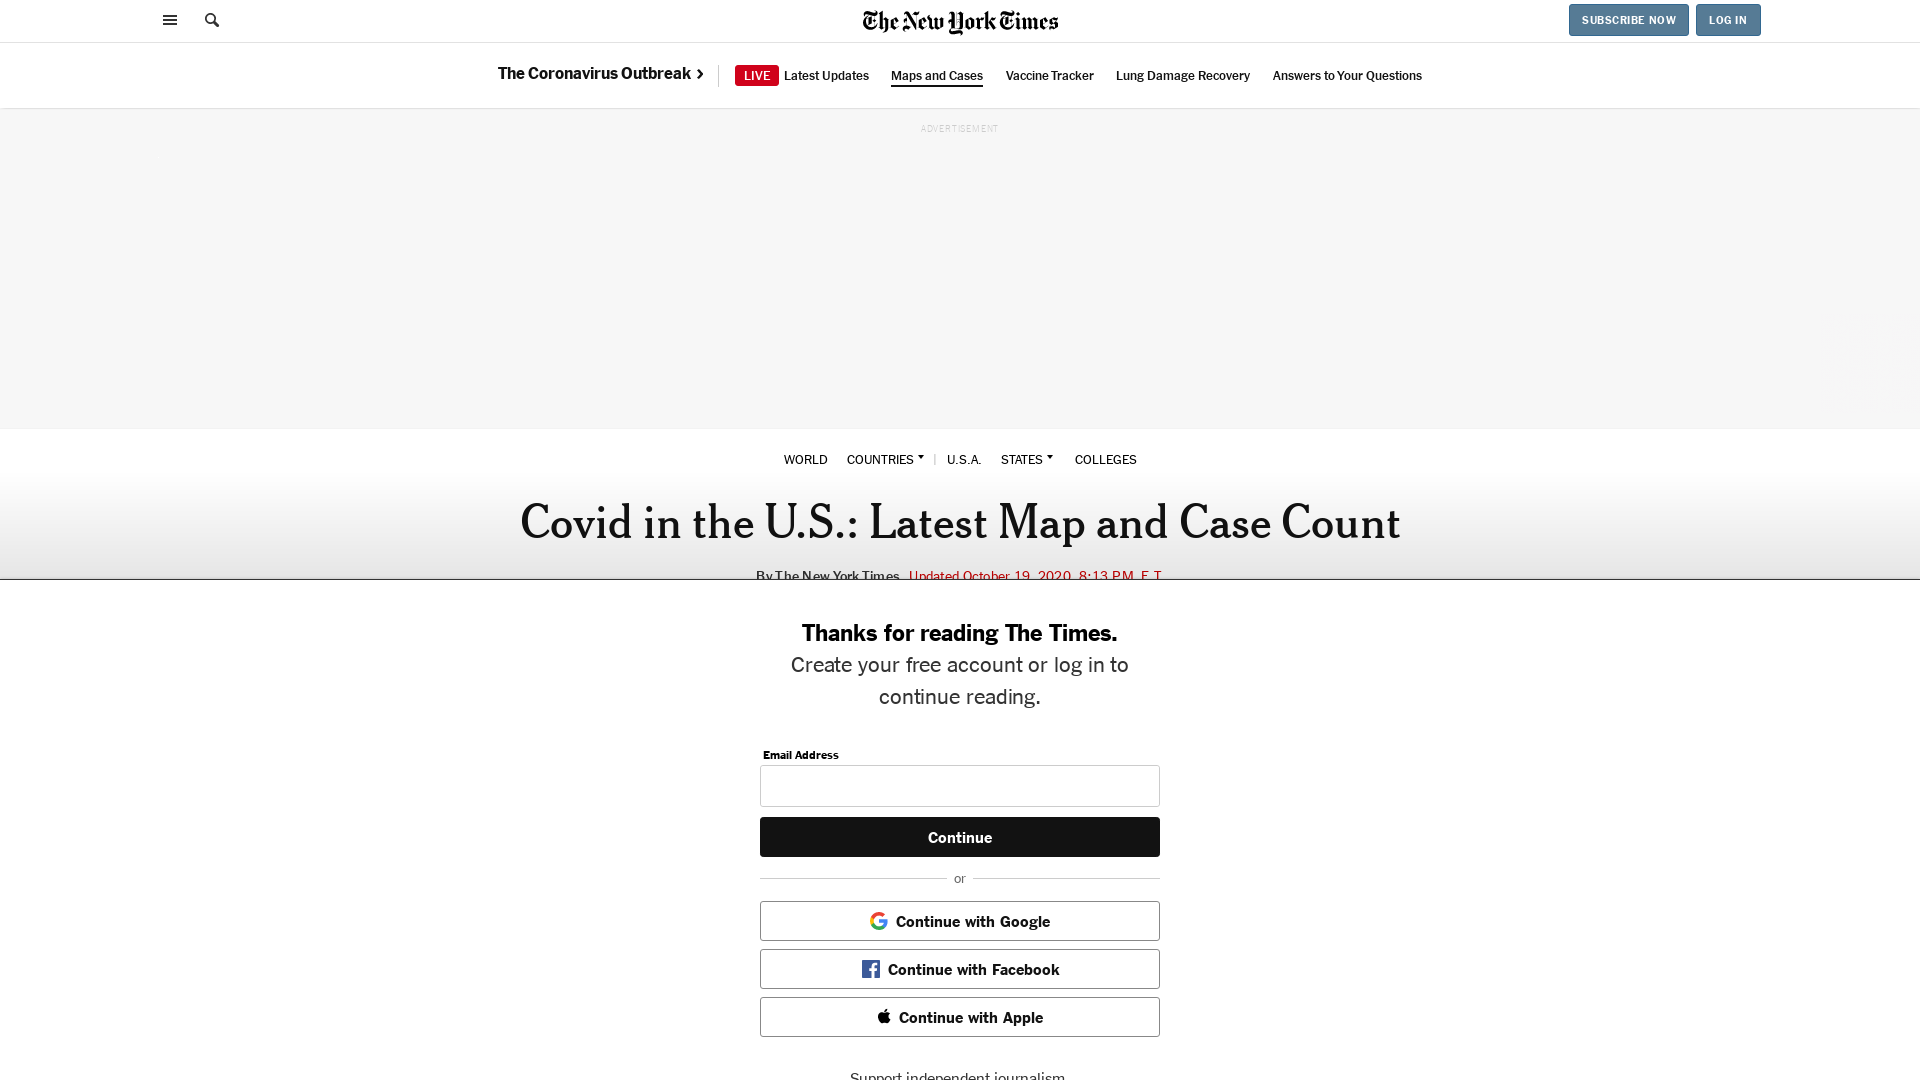 The New York Times
SUBSCRIBE NOW
LOG IN
The Coronavirus Outbreak
LIVE Latest Updates
Maps and Cases
Vaccine Tracker
Lung Damage Recovery
Answers to Your Questions
ADVERTISEMENT
WORLD COUNTRIES | U.S.A. STATES COLLEGES
Covid in the U.S.: Latest Map and Case Count
By The New York Times Updated October 19, 2020, 8:13 P.M. E.T.
Thanks for reading The Times.
Create your free account or log in to
continue reading.
Email Address
Continue
or
Continue with Google
Continue with Facebook
Continue with Apple
Support independent journalism